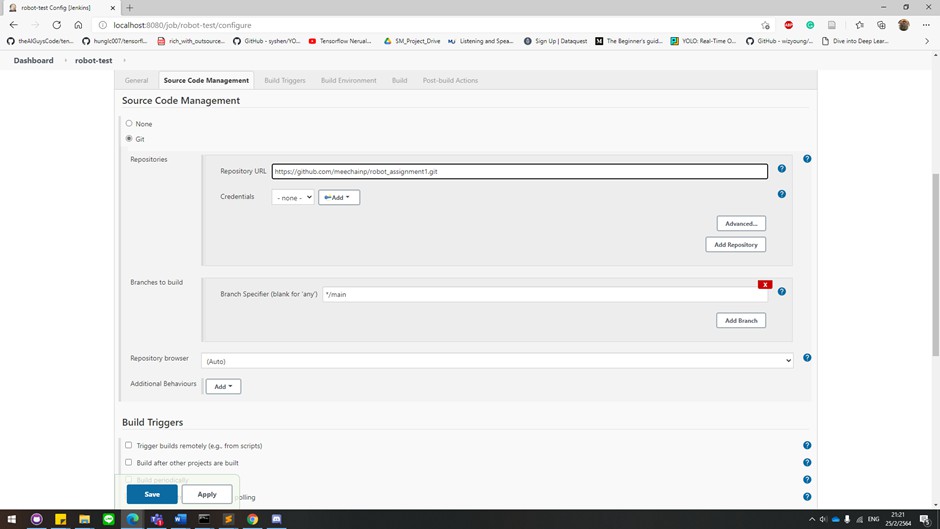 robot-test Config [Jenkins]
localhost:8080/job/robot-test/configure
theAIGuysCode/ten...
hunglc007/tensorfl...
rich_with_outsource...
GitHub - syshen/YO...
Tensorflow Nerual...
SM_Project_Drive
Listening and Spea...
Sign Up | Dataquest
The Beginner's guid...
YOLO: Real-Time O...
GitHub - wizyoung/...
Dive into Deep Lear...
Dashboard
robot-test
General
Source Code Management
Build Triggers
Build Environment
Build
Post-build Actions
Source Code Management
None
Git
Repositories
Repository URL
https://github.com/meechainp/robot_assignment1.git
Credentials
- none -
Add
Advanced...
Add Repository
Branches to build
X
Branch Specifier (blank for 'any')
*/main
Add Branch
Repository browser
(Auto)
Additional Behaviours
Add
Build Triggers
Trigger builds remotely (e.g., from scripts)
Build after other projects are built
Build periodically
polling
Save
Apply
21:21
ENG
25/2/2564